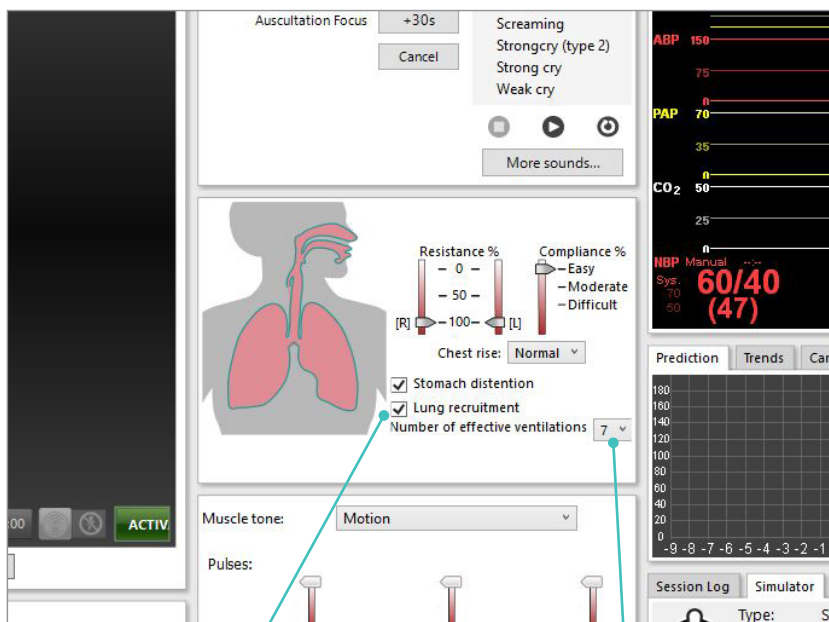 Auscultation Focus
+30s
Cancel
Screaming
Strongcry (type 2)
Strong cry
Weak cry
More sounds...
ABP 150
75
0
PAP 70
35
0
CO2 50
25
0
NBP Manual --:--
Sys.
70
50
60/40
(47)
Resistance %
0
50
[R] 100 [L]
Compliance %
Easy
Moderate
Difficult
Chest rise: Normal
Stomach distention
Lung recruitment
Number of effective ventilations 7
Prediction Trends Car
180
160
140
120
100
80
60
40
20
0
-9 -8 -7 -6 -5 -4 -3 -2 -1
:00 ACTIV
Muscle tone: Motion
Pulses:
Session Log Simulator
Type: S